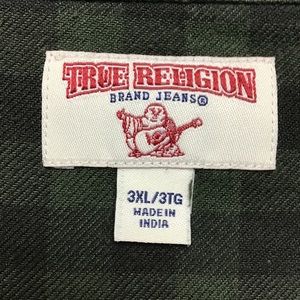 TRUE RELIGION
BRAND JEANS®
3XL/3TG
MADE IN
INDIA